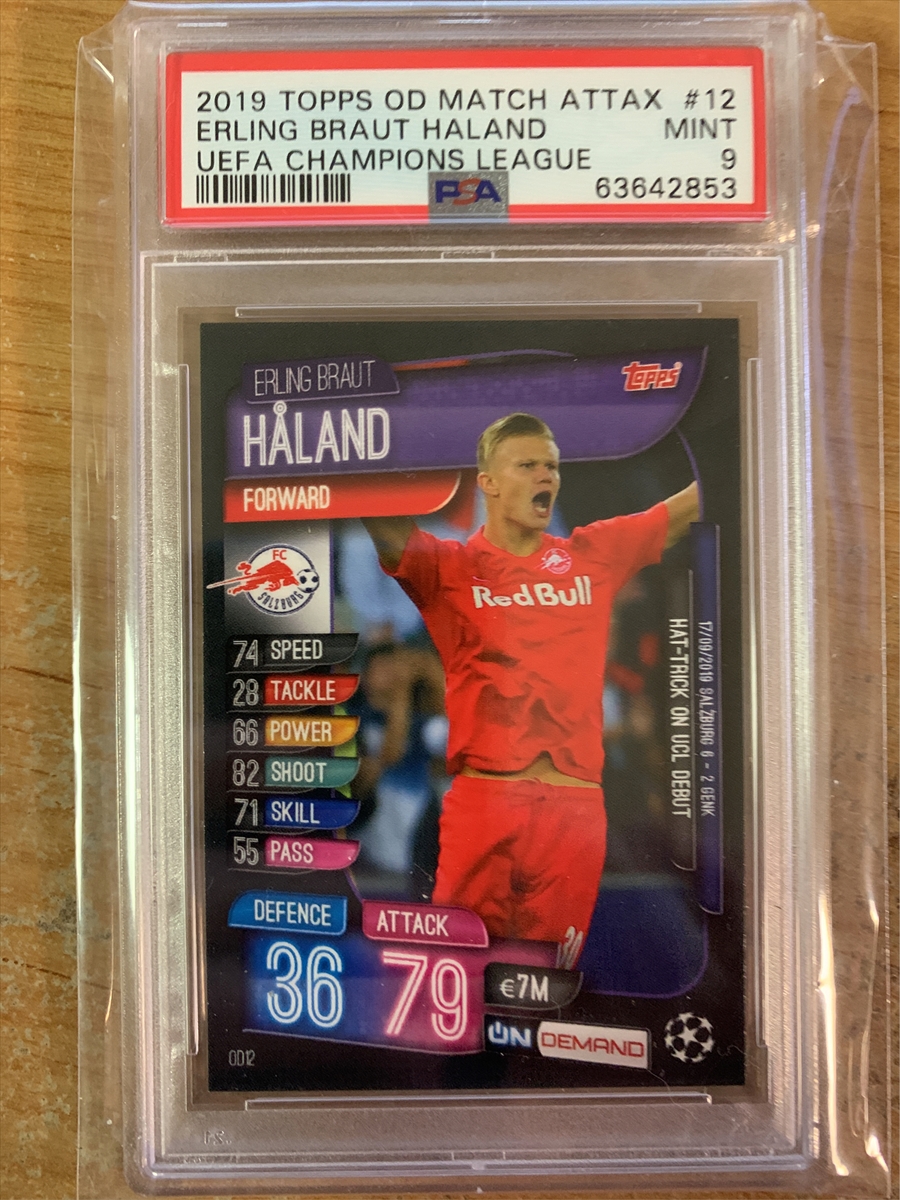 2019 TOPPS OD MATCH ATTAX #12
ERLING BRAUT HALAND MINT
UEFA CHAMPIONS LEAGUE 9
PSA 63642853
ERLING BRAUT
HÅLAND
FORWARD
topps
FC
SALZBURG
Red Bull
17/09/2019 SALZBURG 6 - 2 GENK
HAT-TRICK ON UCL DEBUT
74 SPEED
28 TACKLE
66 POWER
82 SHOOT
71 SKILL
55 PASS
DEFENCE ATTACK
36 79
€7M
ON DEMAND
OD12